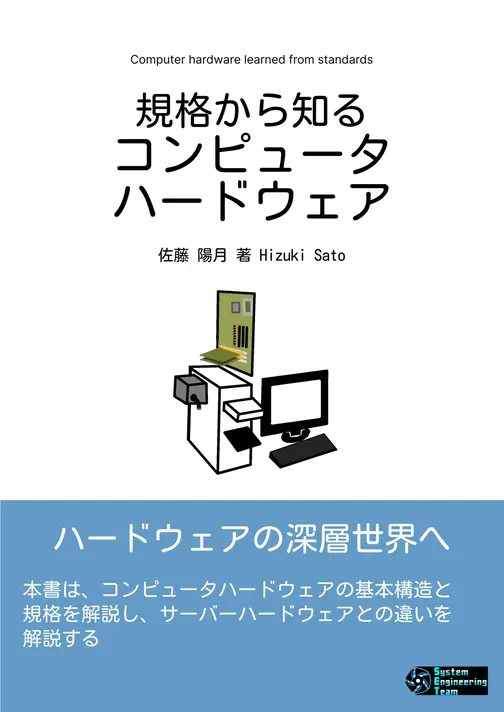 Computer hardware learned from standards
規格から知る
コンピュータ
ハードウェア
佐藤 陽月 著 Hizuki Sato
ハードウェアの深層世界へ
本書は、コンピュータハードウェアの基本構造と
規格を解説し、サーバーハードウェアとの違いを
解説する
System
Engineering
Team